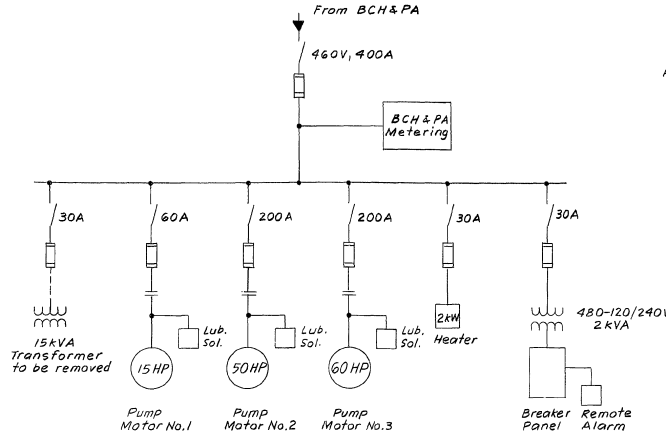 From BCH & PA
460V, 400A
BCH & PA
Metering
30A
60A
200A
200A
30A
30A
15kVA
Transformer
to be removed
Lub.
Sol.
15HP
Pump
Motor No.1
Lub.
Sol.
50HP
Pump
Motor No.2
Lub.
Sol.
60HP
Pump
Motor No.3
2kW
Heater
480-120/240V
2kVA
Breaker
Panel
Remote
Alarm